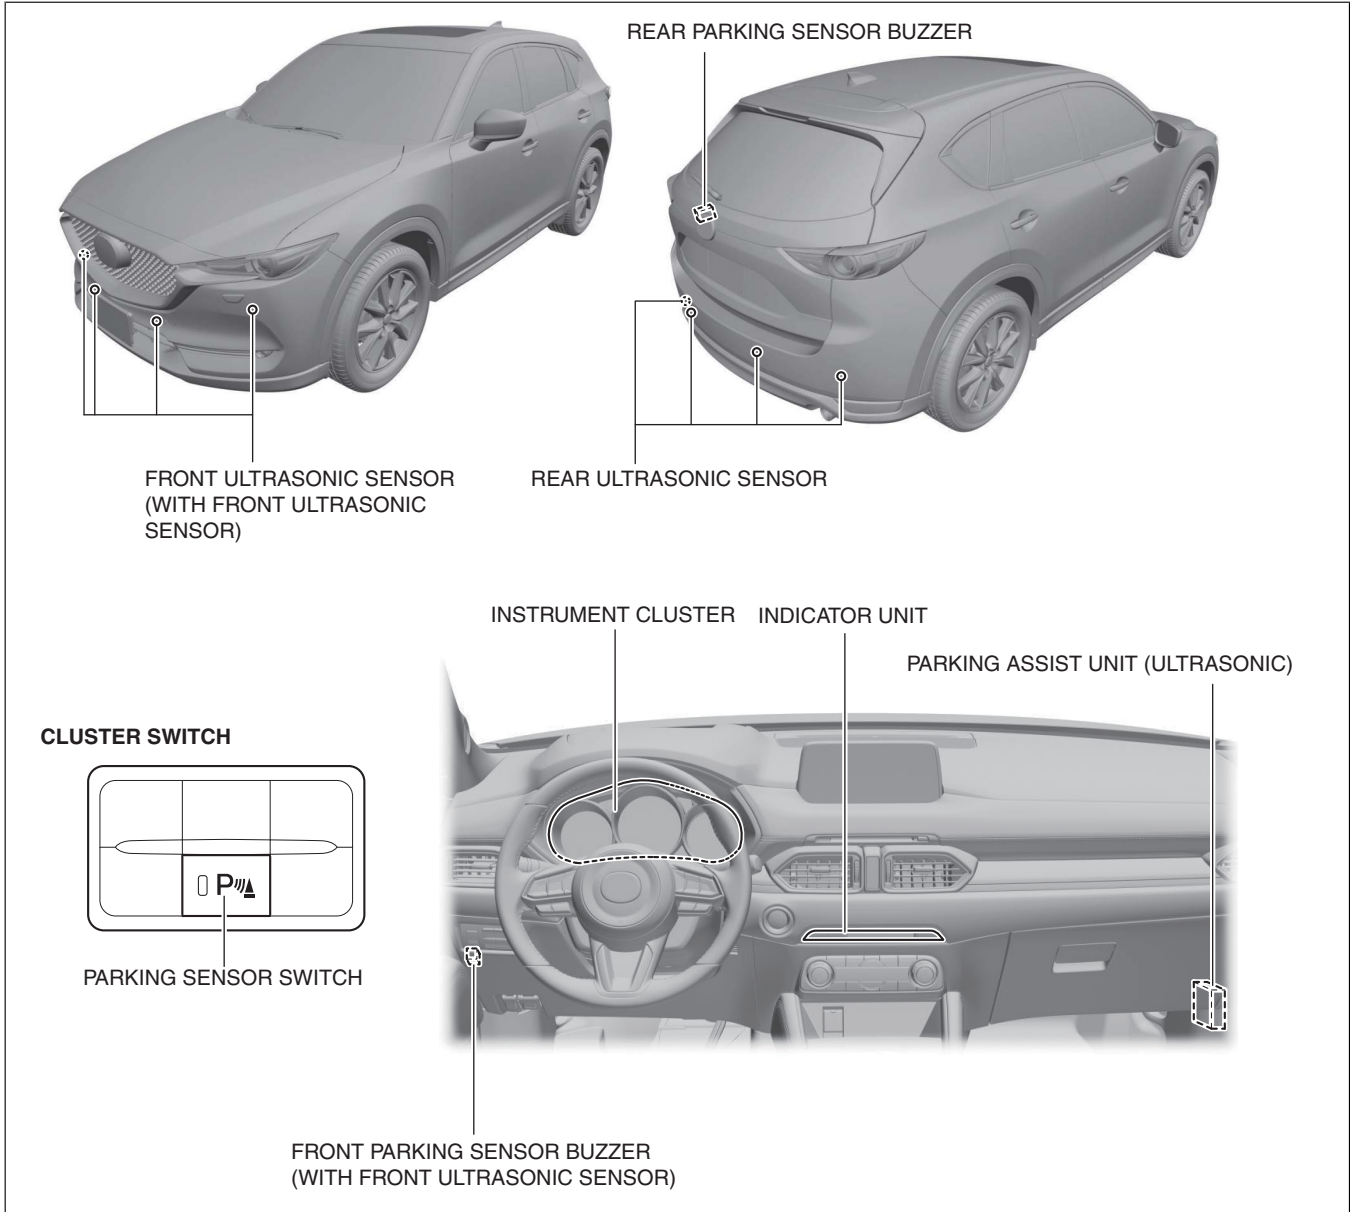 REAR PARKING SENSOR BUZZER
FRONT ULTRASONIC SENSOR
(WITH FRONT ULTRASONIC
SENSOR)
REAR ULTRASONIC SENSOR
INSTRUMENT CLUSTER
INDICATOR UNIT
PARKING ASSIST UNIT (ULTRASONIC)
CLUSTER SWITCH
P
PARKING SENSOR SWITCH
FRONT PARKING SENSOR BUZZER
(WITH FRONT ULTRASONIC SENSOR)